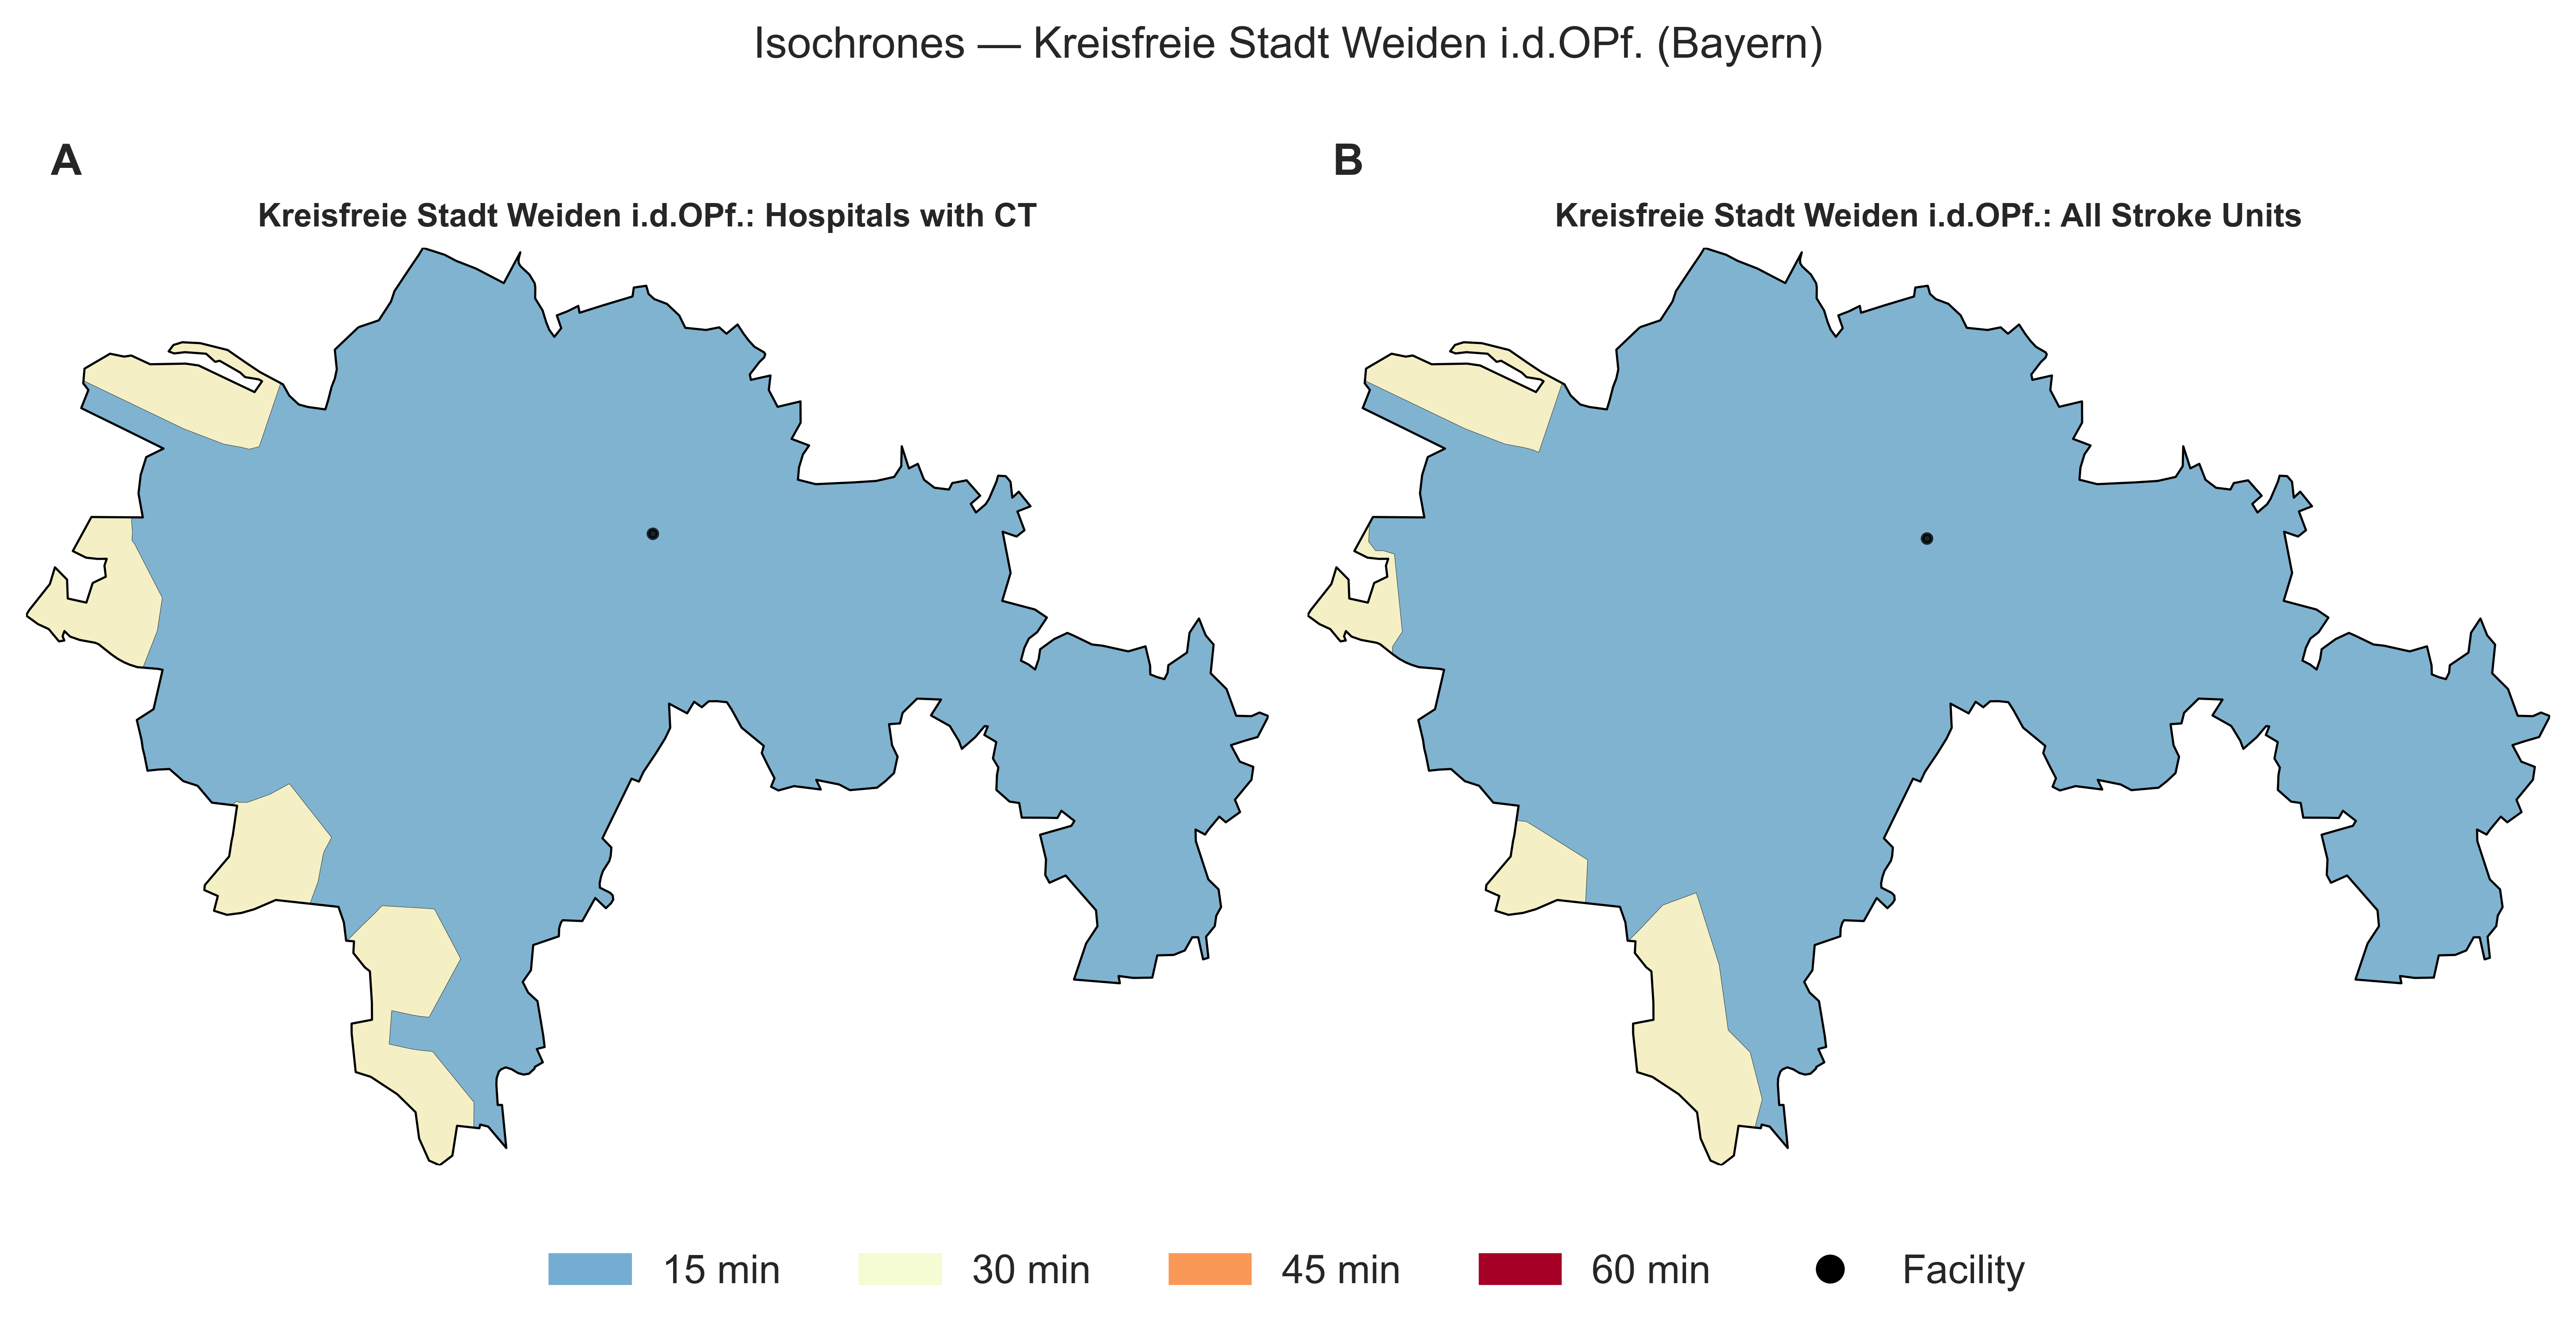 Isochrones — Kreisfreie Stadt Weiden i.d.OPf. (Bayern)
A
B
Kreisfreie Stadt Weiden i.d.OPf.: Hospitals with CT
Kreisfreie Stadt Weiden i.d.OPf.: All Stroke Units
15 min
30 min
45 min
60 min
Facility